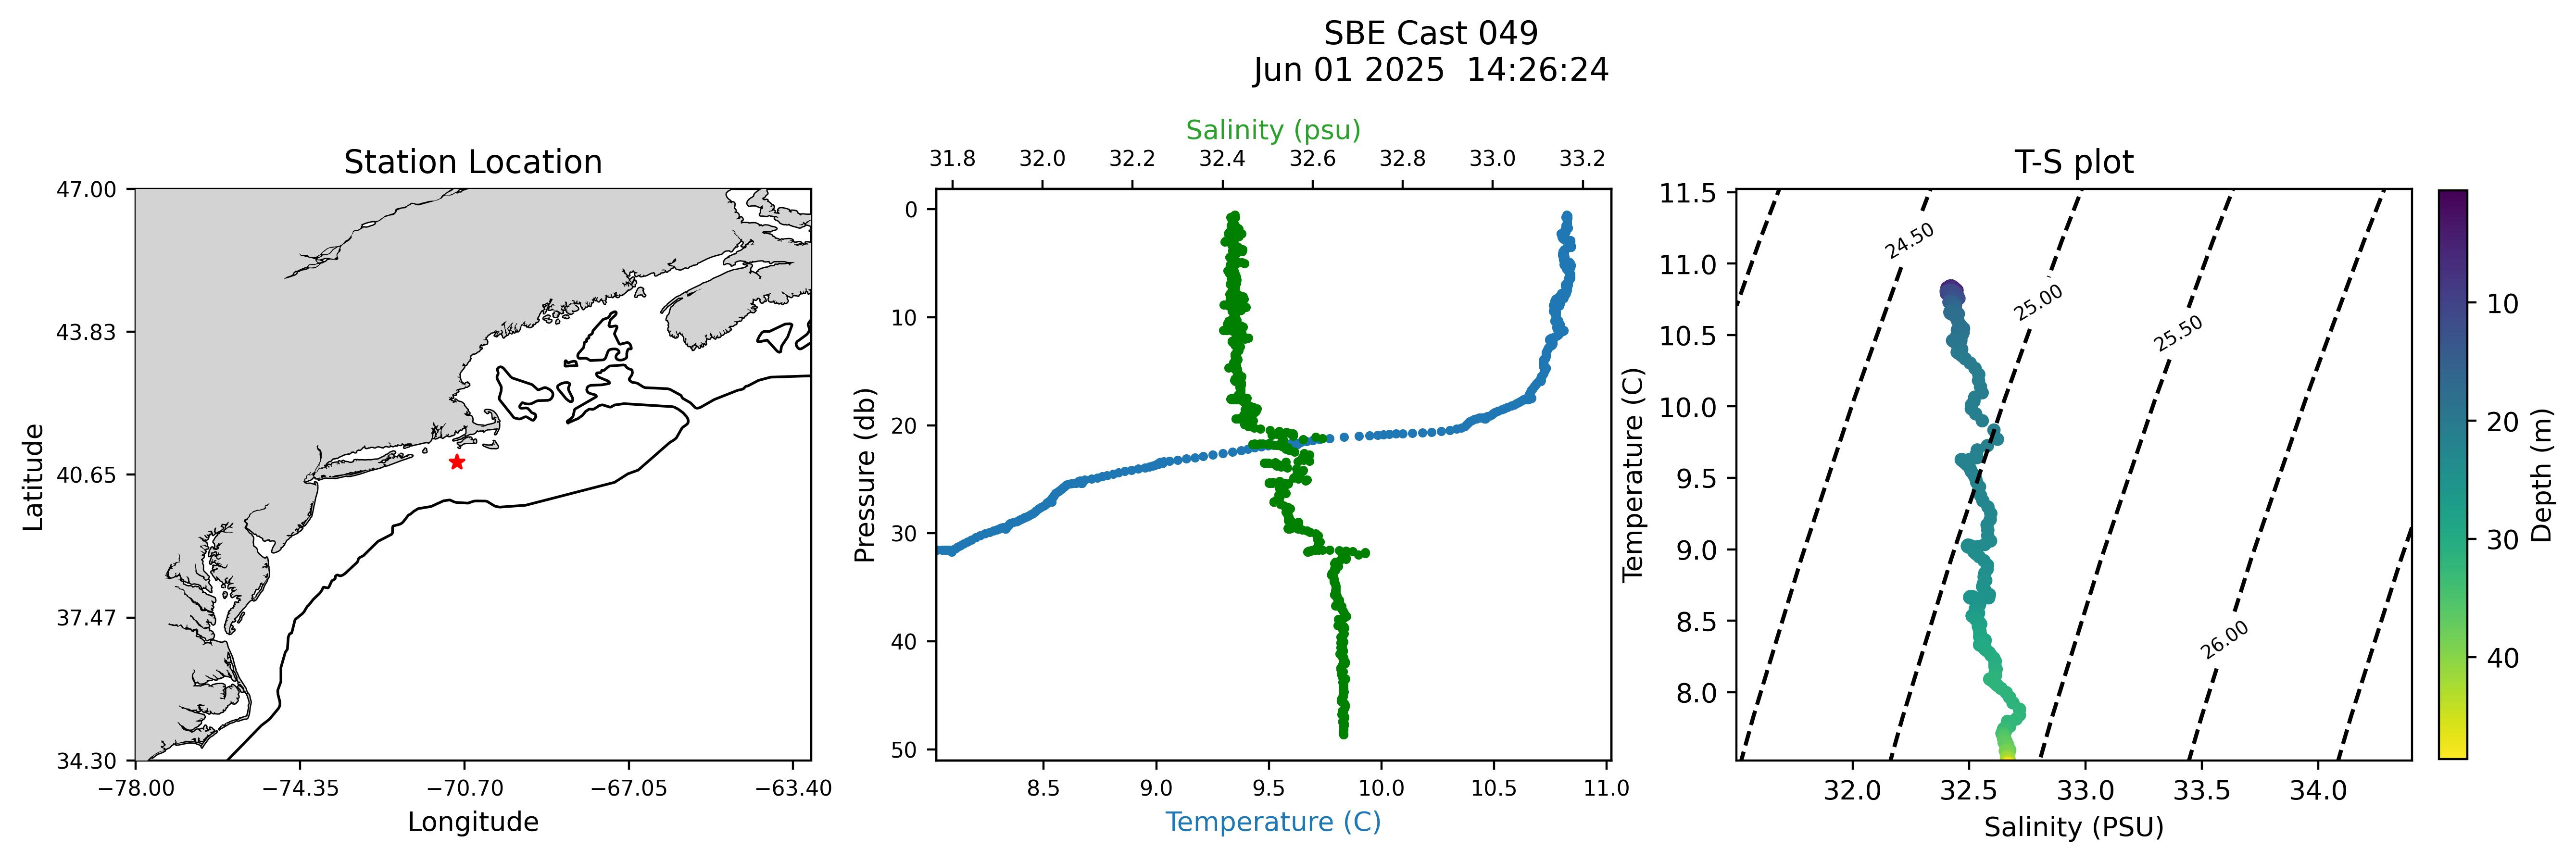 SBE Cast 049
Jun 01 2025  14:26:24
Station Location
47.00
43.83
40.65
37.47
34.30
Latitude
−78.00 −74.35 −70.70 −67.05 −63.40
Longitude
Salinity (psu)
31.8 32.0 32.2 32.4 32.6 32.8 33.0 33.2
0
10
20
30
40
50
Pressure (db)
8.5 9.0 9.5 10.0 10.5 11.0
Temperature (C)
T-S plot
11.5
11.0
10.5
10.0
9.5
9.0
8.5
8.0
Temperature (C)
24.50
25.00
25.50
26.00
32.0 32.5 33.0 33.5 34.0
Salinity (PSU)
10
20
30
40
Depth (m)